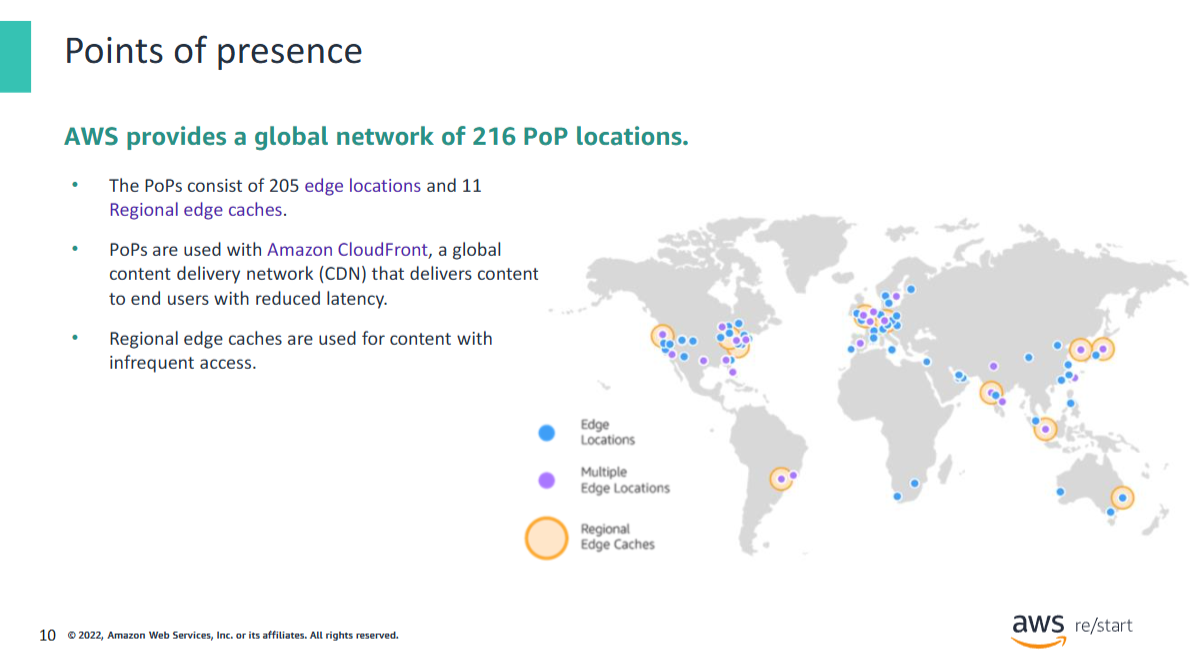 Points of presence
AWS provides a global network of 216 PoP locations.
• The PoPs consist of 205 edge locations and 11
Regional edge caches.
• PoPs are used with Amazon CloudFront, a global
content delivery network (CDN) that delivers content
to end users with reduced latency.
• Regional edge caches are used for content with
infrequent access.
Edge
Locations
Multiple
Edge Locations
Regional
Edge Caches
10 © 2022, Amazon Web Services, Inc. or its affiliates. All rights reserved.
aws re/start